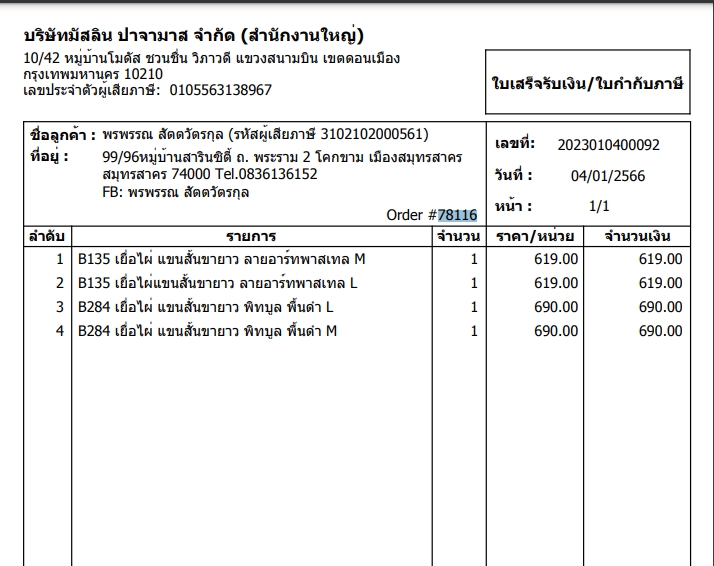 บริษัทมัสลิน ปาจามาส จำกัด (สำนักงานใหญ่)
10/42 หมู่บ้านโมดัส ชวนชื่น วิภาวดี แขวงสนามบิน เขตดอนเมือง
กรุงเทพมหานคร 10210
เลขประจำตัวผู้เสียภาษี: 0105563138967
ใบเสร็จรับเงิน/ใบกำกับภาษี
ชื่อลูกค้า : พรพรรณ สัตตวัตรกุล (รหัสผู้เสียภาษี 3102102000561)
ที่อยู่ : 99/96หมู่บ้านสารินซิตี้ ถ. พระราม 2 โคกขาม เมืองสมุทรสาคร
สมุทรสาคร 74000 Tel.0836136152
FB: พรพรรณ สัตตวัตรกุล
Order #78116
เลขที่: 2023010400092
วันที่ : 04/01/2566
หน้า : 1/1
ลำดับ รายการ จำนวน ราคา/หน่วย จำนวนเงิน
1 B135 เยื่อไผ่ แขนสั้นขายาว ลายอาร์ทพาสเทล M 1 619.00 619.00
2 B135 เยื่อไผ่แขนสั้นขายาว ลายอาร์ทพาสเทล L 1 619.00 619.00
3 B284 เยื่อไผ่ แขนสั้นขายาว พิทบูล พื้นดำ L 1 690.00 690.00
4 B284 เยื่อไผ่ แขนสั้นขายาว พิทบูล พื้นดำ M 1 690.00 690.00